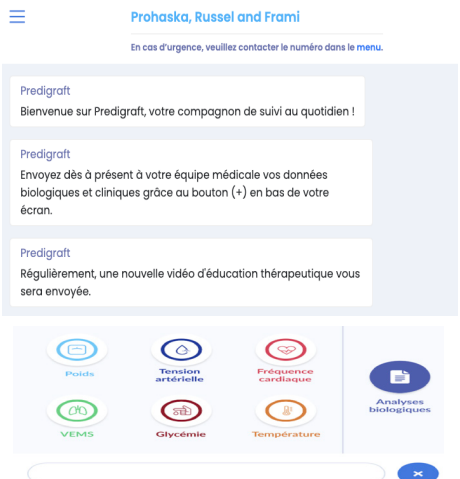 Prohaska, Russel and Frami
En cas d'urgence, veuillez contacter le numéro dans le menu.
Predigraft
Bienvenue sur Predigraft, votre compagnon de suivi au quotidien !
Predigraft
Envoyez dès à présent à votre équipe médicale vos données
biologiques et cliniques grâce au bouton (+) en bas de votre
écran.
Predigraft
Régulièrement, une nouvelle vidéo d'éducation thérapeutique vous
sera envoyée.
Poids
Tension
artérielle
Fréquence
cardiaque
Analyses
biologiques
VEMS
Glycémie
Température